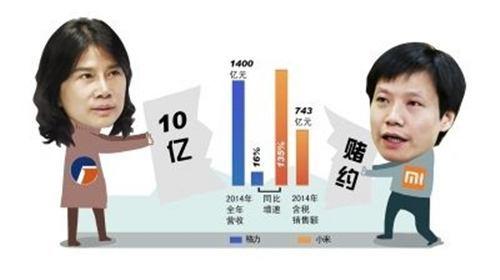 10
亿
1400
亿元
16%
135%
743
亿元
赌
约
MI
2014年
全年
营收
同比
增速
2014年
含税
销售额
格力
小米